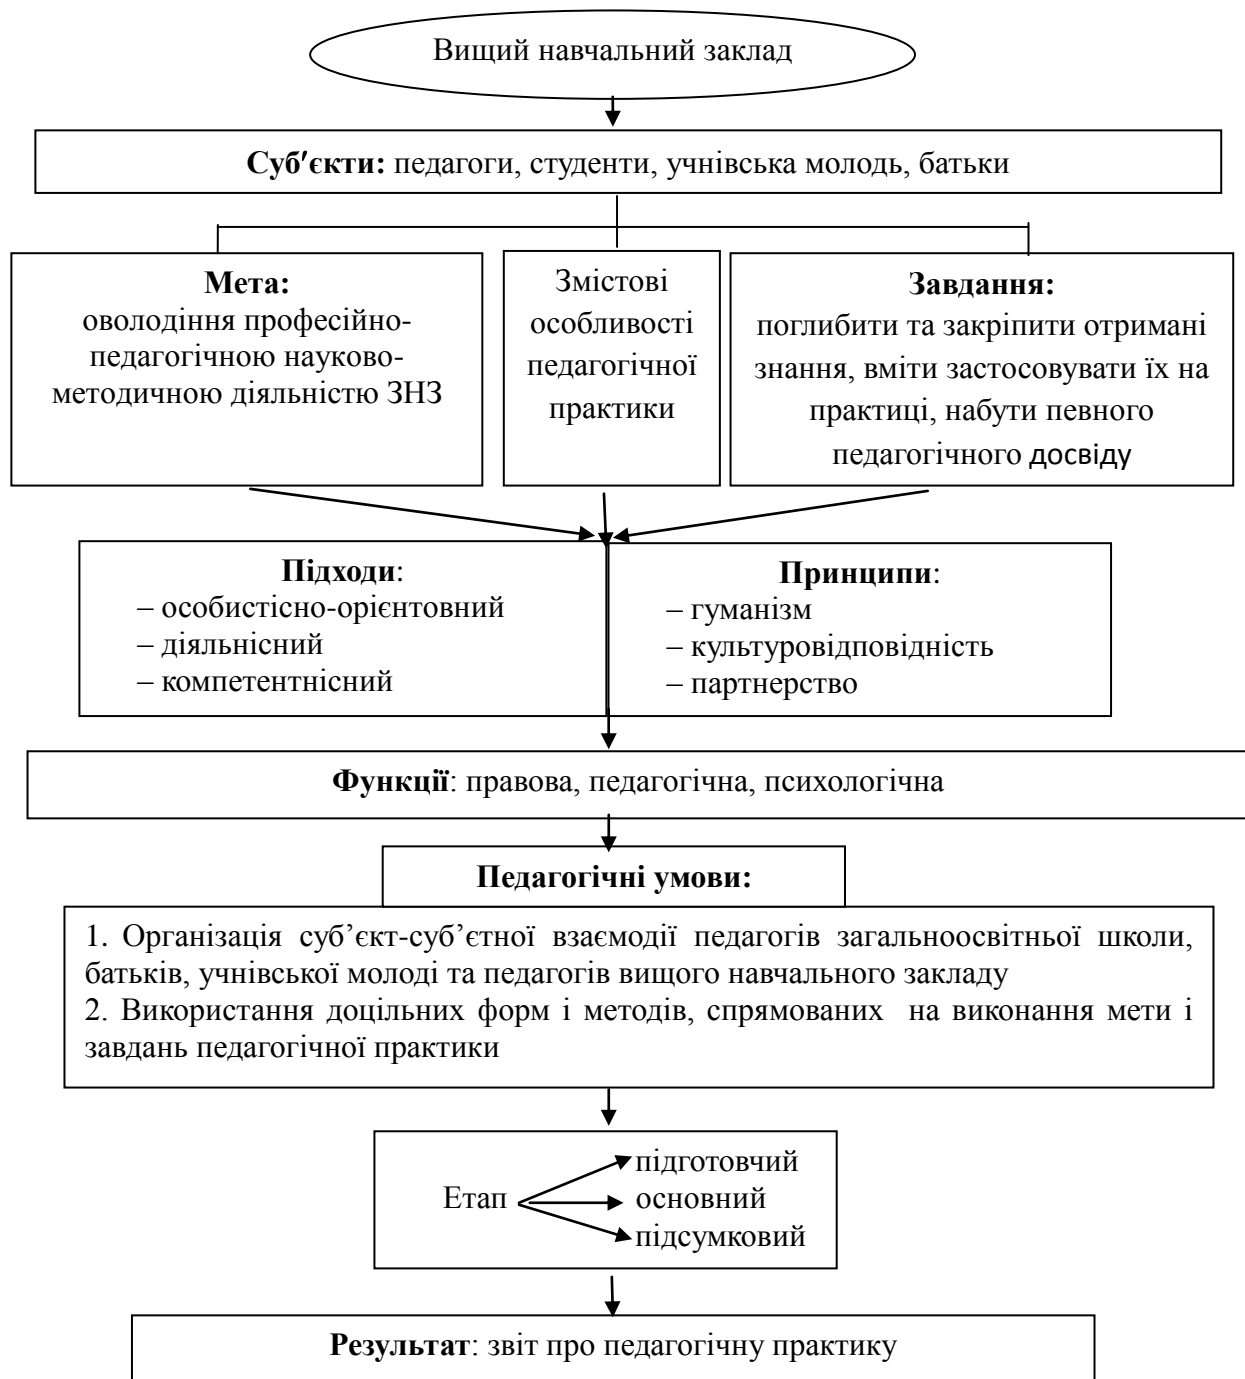 Вищий навчальний заклад
Суб'єкти: педагоги, студенти, учнівська молодь, батьки
Мета:
оволодіння професійно-
педагогічною науково-
методичною діяльністю ЗНЗ
Змістові
особливості
педагогічної
практики
Завдання:
поглибити та закріпити отримані
знання, вміти застосовувати їх на
практиці, набути певного
педагогічного досвіду
Підходи:
– особистісно-орієнтовний
– діяльнісний
– компетентнісний
Принципи:
– гуманізм
– культуровідповідність
– партнерство
Функції: правова, педагогічна, психологічна
Педагогічні умови:
1. Організація суб’єкт-суб’єтної взаємодії педагогів загальноосвітньої школи,
батьків, учнівської молоді та педагогів вищого навчального закладу
2. Використання доцільних форм і методів, спрямованих на виконання мети і
завдань педагогічної практики
Етап
підготовчий
основний
підсумковий
Результат: звіт про педагогічну практику